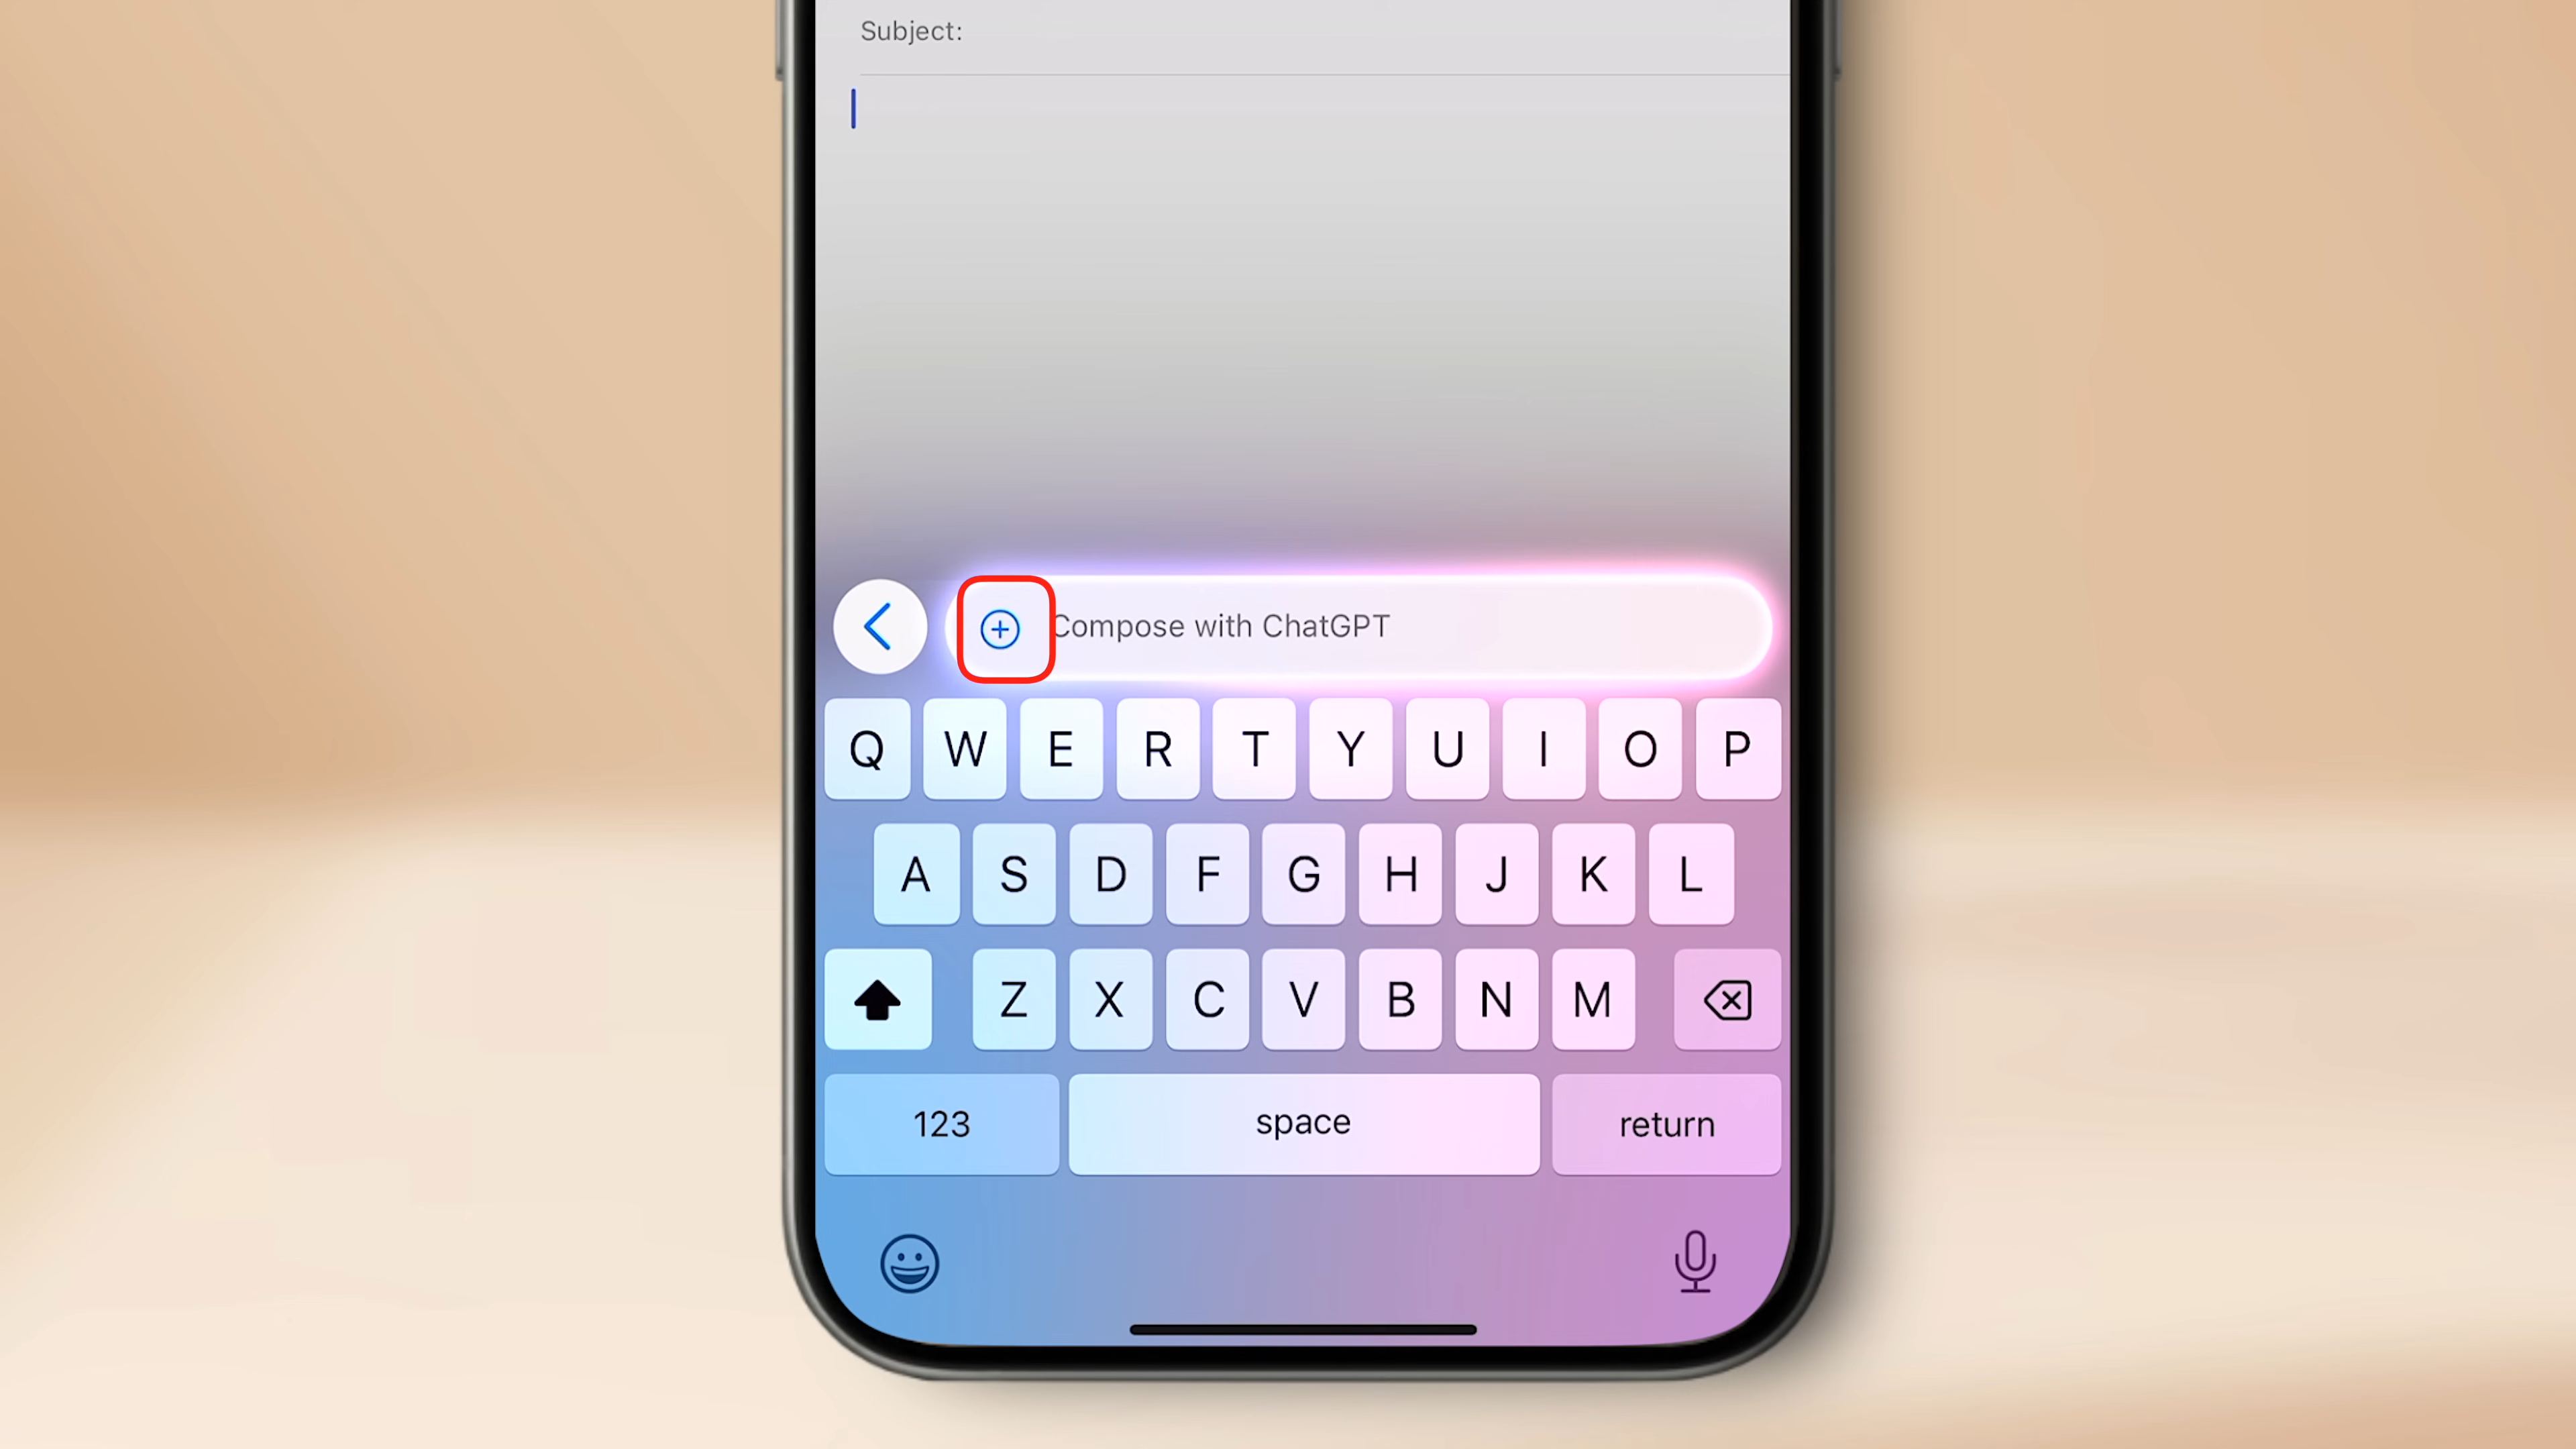 Subject:
Compose with ChatGPT
Q W E R T Y U I O P
A S D F G H J K L
Z X C V B N M
123 space return